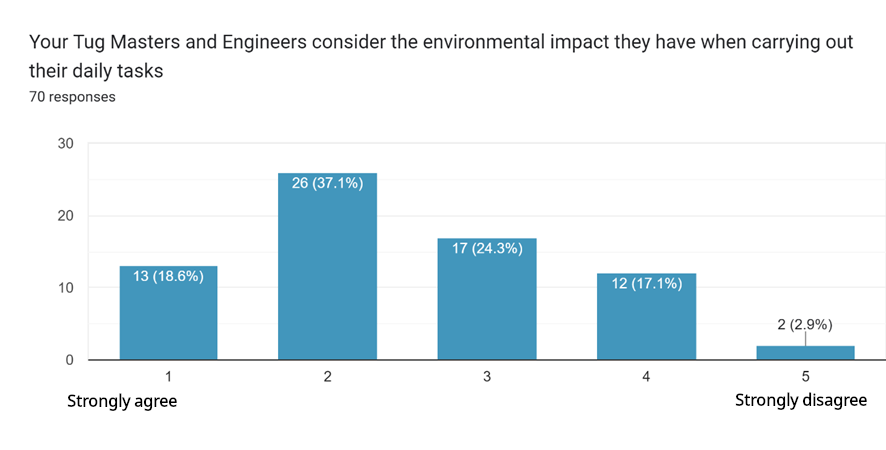 Your Tug Masters and Engineers consider the environmental impact they have when carrying out
their daily tasks
70 responses
30
20
10
0
13 (18.6%)
26 (37.1%)
17 (24.3%)
12 (17.1%)
2 (2.9%)
1
2
3
4
5
Strongly agree
Strongly disagree